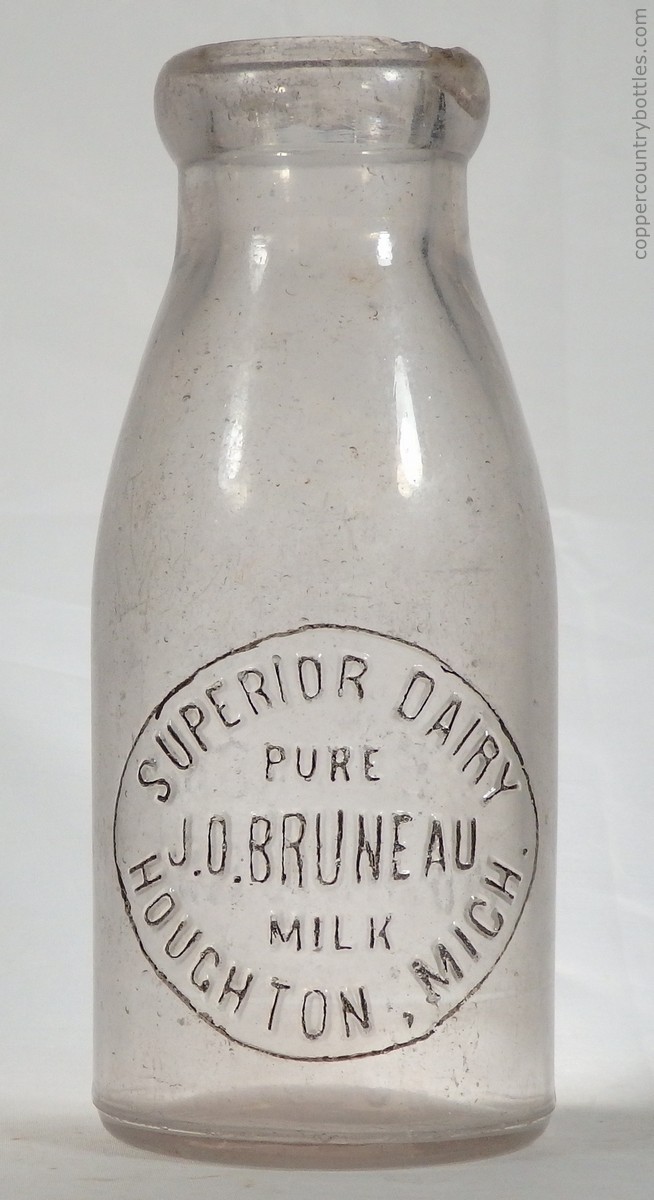 coppercountrybottles.com
SUPERIOR DAIRY
PURE
J.O.BRUNEAU
MILK
HOUGHTON, MICH.